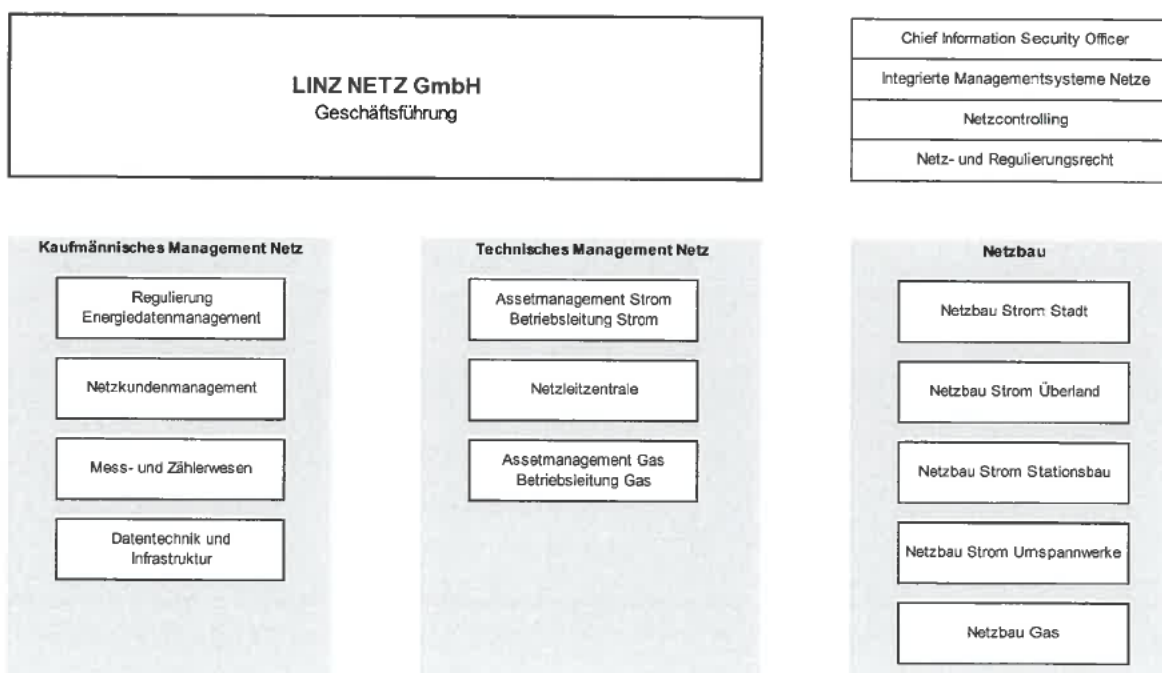 LINZ NETZ GmbH
Geschäftsführung
Chief Information Security Officer
Integrierte Managementsysteme Netze
Netzcontrolling
Netz- und Regulierungsrecht
Kaufmännisches Management Netz
Regulierung
Energiedatenmanagement
Netzkundenmanagement
Mess- und Zählerwesen
Datentechnik und
Infrastruktur
Technisches Management Netz
Assetmanagement Strom
Betriebsleitung Strom
Netzleitzentrale
Assetmanagement Gas
Betriebsleitung Gas
Netzbau
Netzbau Strom Stadt
Netzbau Strom Überland
Netzbau Strom Stationsbau
Netzbau Strom Umspannwerke
Netzbau Gas